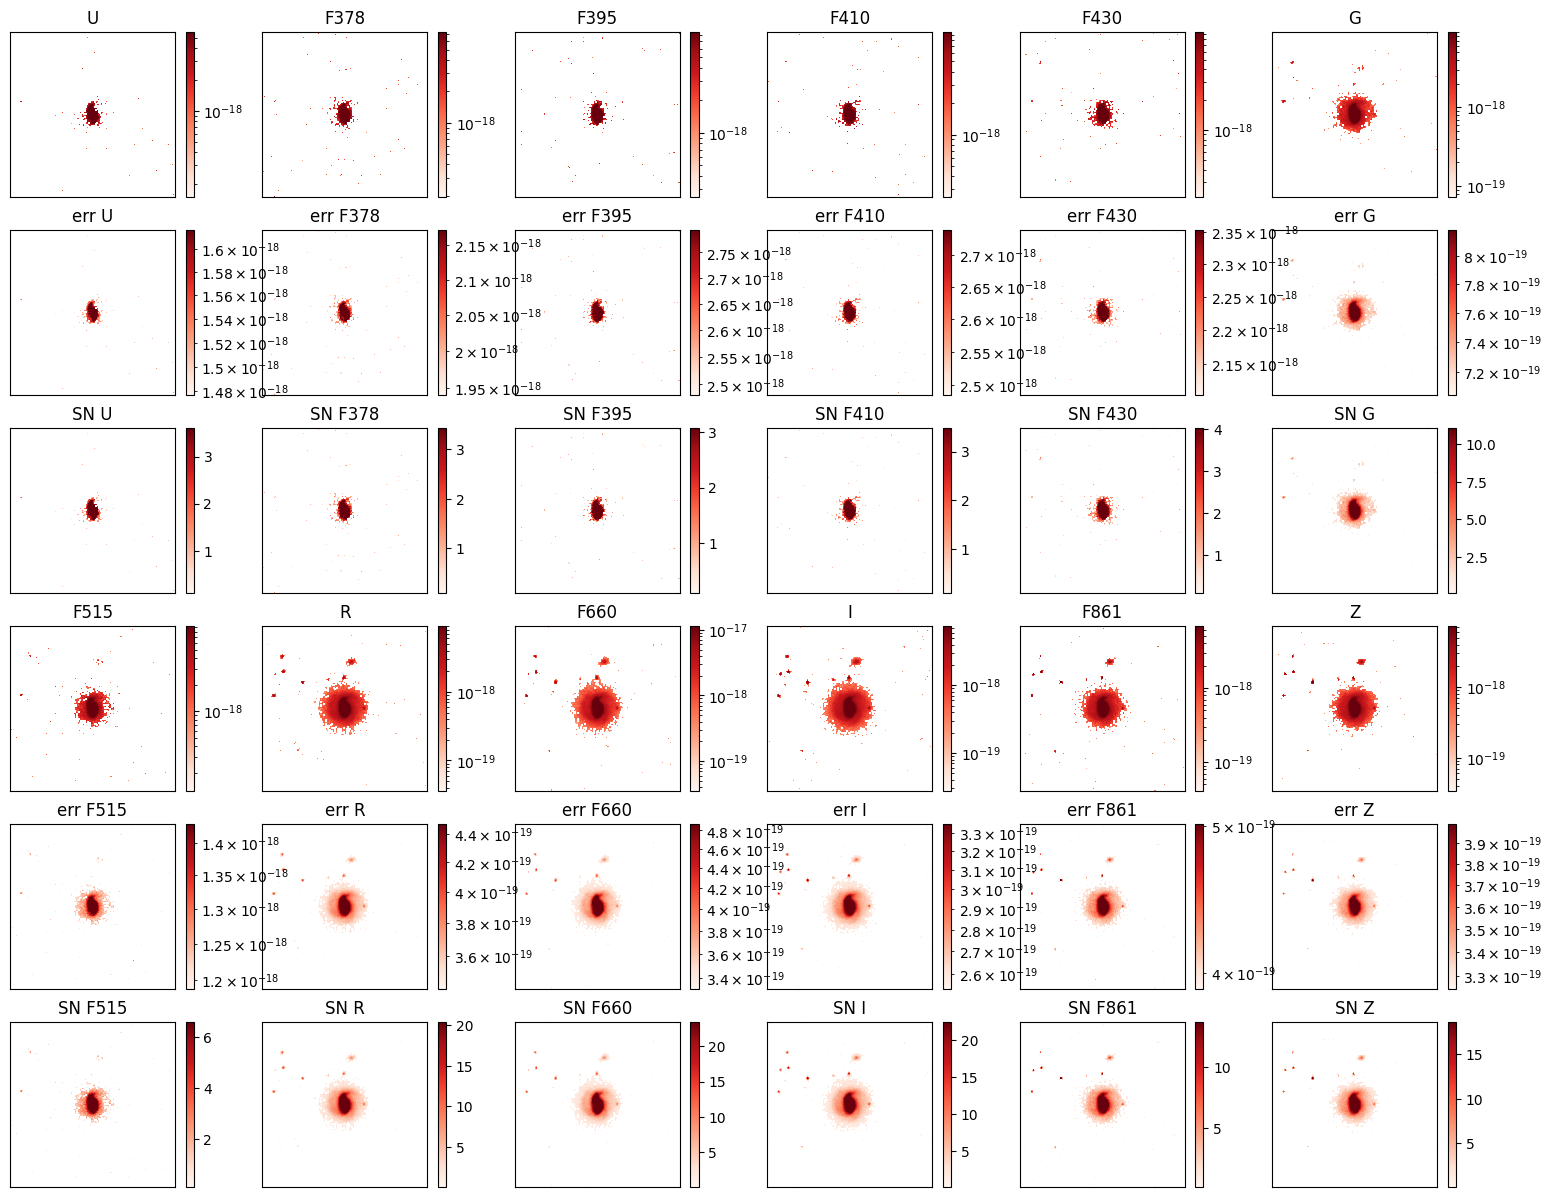 U F378 F395 F410 F430 G
10⁻¹⁸ 10⁻¹⁸ 10⁻¹⁸ 10⁻¹⁸ 10⁻¹⁸ 10⁻¹⁸ 10⁻¹⁹
err U err F378 err F395 err F410 err F430 err G
1.6 × 10⁻¹⁸ 1.58 × 10⁻¹⁸ 1.56 × 10⁻¹⁸ 1.54 × 10⁻¹⁸ 1.52 × 10⁻¹⁸ 1.5 × 10⁻¹⁸ 1.48 × 10⁻¹⁸
2.15 × 10⁻¹⁸ 2.1 × 10⁻¹⁸ 2.05 × 10⁻¹⁸ 2 × 10⁻¹⁸ 1.95 × 10⁻¹⁸
2.75 × 10⁻¹⁸ 2.7 × 10⁻¹⁸ 2.65 × 10⁻¹⁸ 2.6 × 10⁻¹⁸ 2.55 × 10⁻¹⁸ 2.5 × 10⁻¹⁸
2.7 × 10⁻¹⁸ 2.65 × 10⁻¹⁸ 2.6 × 10⁻¹⁸ 2.55 × 10⁻¹⁸ 2.5 × 10⁻¹⁸
2.35 × 10⁻¹⁸ 2.3 × 10⁻¹⁸ 2.25 × 10⁻¹⁸ 2.2 × 10⁻¹⁸ 2.15 × 10⁻¹⁸
8 × 10⁻¹⁹ 7.8 × 10⁻¹⁹ 7.6 × 10⁻¹⁹ 7.4 × 10⁻¹⁹ 7.2 × 10⁻¹⁹
SN U SN F378 SN F395 SN F410 SN F430 SN G
3 2 1
3 2 1
3 2 1
3 2 1
4 3 2 1
10.0 7.5 5.0 2.5
F515 R F660 I F861 Z
10⁻¹⁸
10⁻¹⁸ 10⁻¹⁹
10⁻¹⁷ 10⁻¹⁸ 10⁻¹⁹
10⁻¹⁸ 10⁻¹⁹
10⁻¹⁸ 10⁻¹⁹
10⁻¹⁸ 10⁻¹⁹
err F515 err R err F660 err I err F861 err Z
1.4 × 10⁻¹⁸ 1.35 × 10⁻¹⁸ 1.3 × 10⁻¹⁸ 1.25 × 10⁻¹⁸ 1.2 × 10⁻¹⁸
4.4 × 10⁻¹⁹ 4.2 × 10⁻¹⁹ 4 × 10⁻¹⁹ 3.8 × 10⁻¹⁹ 3.6 × 10⁻¹⁹
4.8 × 10⁻¹⁹ 4.6 × 10⁻¹⁹ 4.4 × 10⁻¹⁹ 4.2 × 10⁻¹⁹ 4 × 10⁻¹⁹ 3.8 × 10⁻¹⁹ 3.6 × 10⁻¹⁹ 3.4 × 10⁻¹⁹
3.3 × 10⁻¹⁹ 3.2 × 10⁻¹⁹ 3.1 × 10⁻¹⁹ 3 × 10⁻¹⁹ 2.9 × 10⁻¹⁹ 2.8 × 10⁻¹⁹ 2.7 × 10⁻¹⁹ 2.6 × 10⁻¹⁹
5 × 10⁻¹⁹ 4 × 10⁻¹⁹
3.9 × 10⁻¹⁹ 3.8 × 10⁻¹⁹ 3.7 × 10⁻¹⁹ 3.6 × 10⁻¹⁹ 3.5 × 10⁻¹⁹ 3.4 × 10⁻¹⁹ 3.3 × 10⁻¹⁹
SN F515 SN R SN F660 SN I SN F861 SN Z
6 4 2
20 15 10 5
20 15 10 5
20 15 10 5
10 5
15 10 5